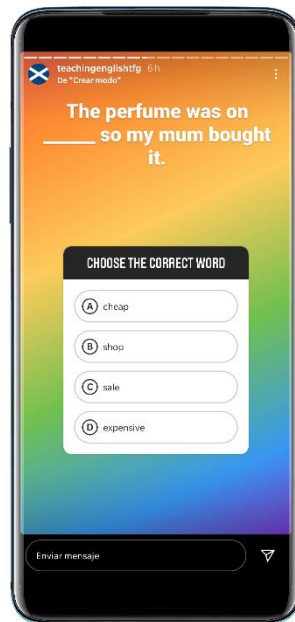 teachingenglishtfg 6 h
De "Crear modo"
The perfume was on
_____ so my mum bought
it.
CHOOSE THE CORRECT WORD
A cheap
B shop
C sale
D expensive
Enviar mensaje